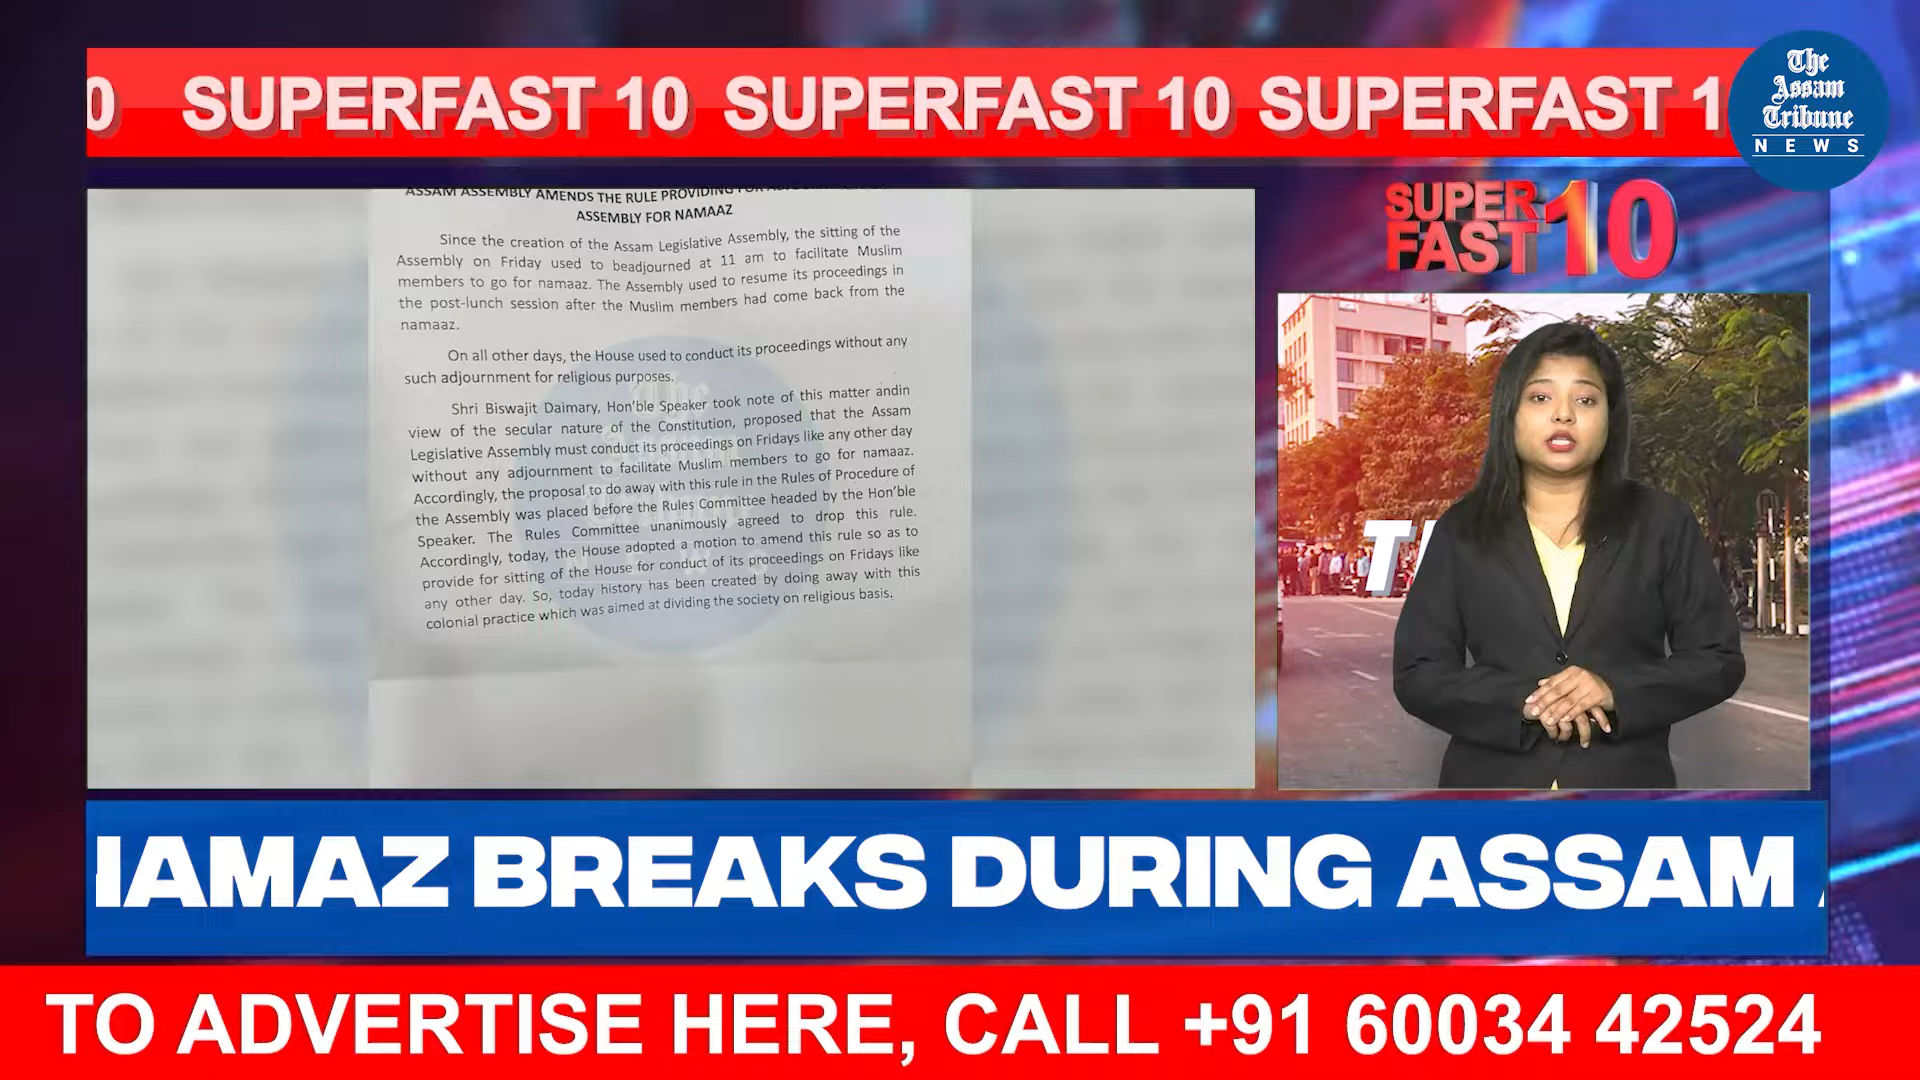 0 SUPERFAST 10 SUPERFAST 10 SUPERFAST 1
The
Assam
Tribune
NEWS
SUPER
FAST 10
ASSAM ASSEMBLY AMENDS THE RULE PROVIDING FOR
ASSEMBLY FOR NAMAAZ
Since the creation of the Assam Legislative Assembly, the sitting of the
Assembly on Friday used to beadjourned at 11 am to facilitate Muslim
members to go for namaaz. The Assembly used to resume its proceedings in
the post-lunch session after the Muslim members had come back from the
namaaz.
On all other days, the House used to conduct its proceedings without any
such adjournment for religious purposes.
Shri Biswajit Daimary, Hon'ble Speaker took note of this matter andin
view of the secular nature of the Constitution, proposed that the Assam
Legislative Assembly must conduct its proceedings on Fridays like any other day
without any adjournment to facilitate Muslim members to go for namaaz.
Accordingly, the proposal to do away with this rule in the Rules of Procedure of
the Assembly was placed before the Rules Committee headed by the Hon'ble
Speaker. The Rules Committee unanimously agreed to drop this rule.
Accordingly, today, the House adopted a motion to amend this rule so as to
provide for sitting of the House for conduct of its proceedings on Fridays like
any other day. So, today history has been created by doing away with this
colonial practice which was aimed at dividing the society on religious basis.
The
Assam
Tribune
NEWS
AMAZ BREAKS DURING ASSAM
TO ADVERTISE HERE, CALL +91 60034 42524